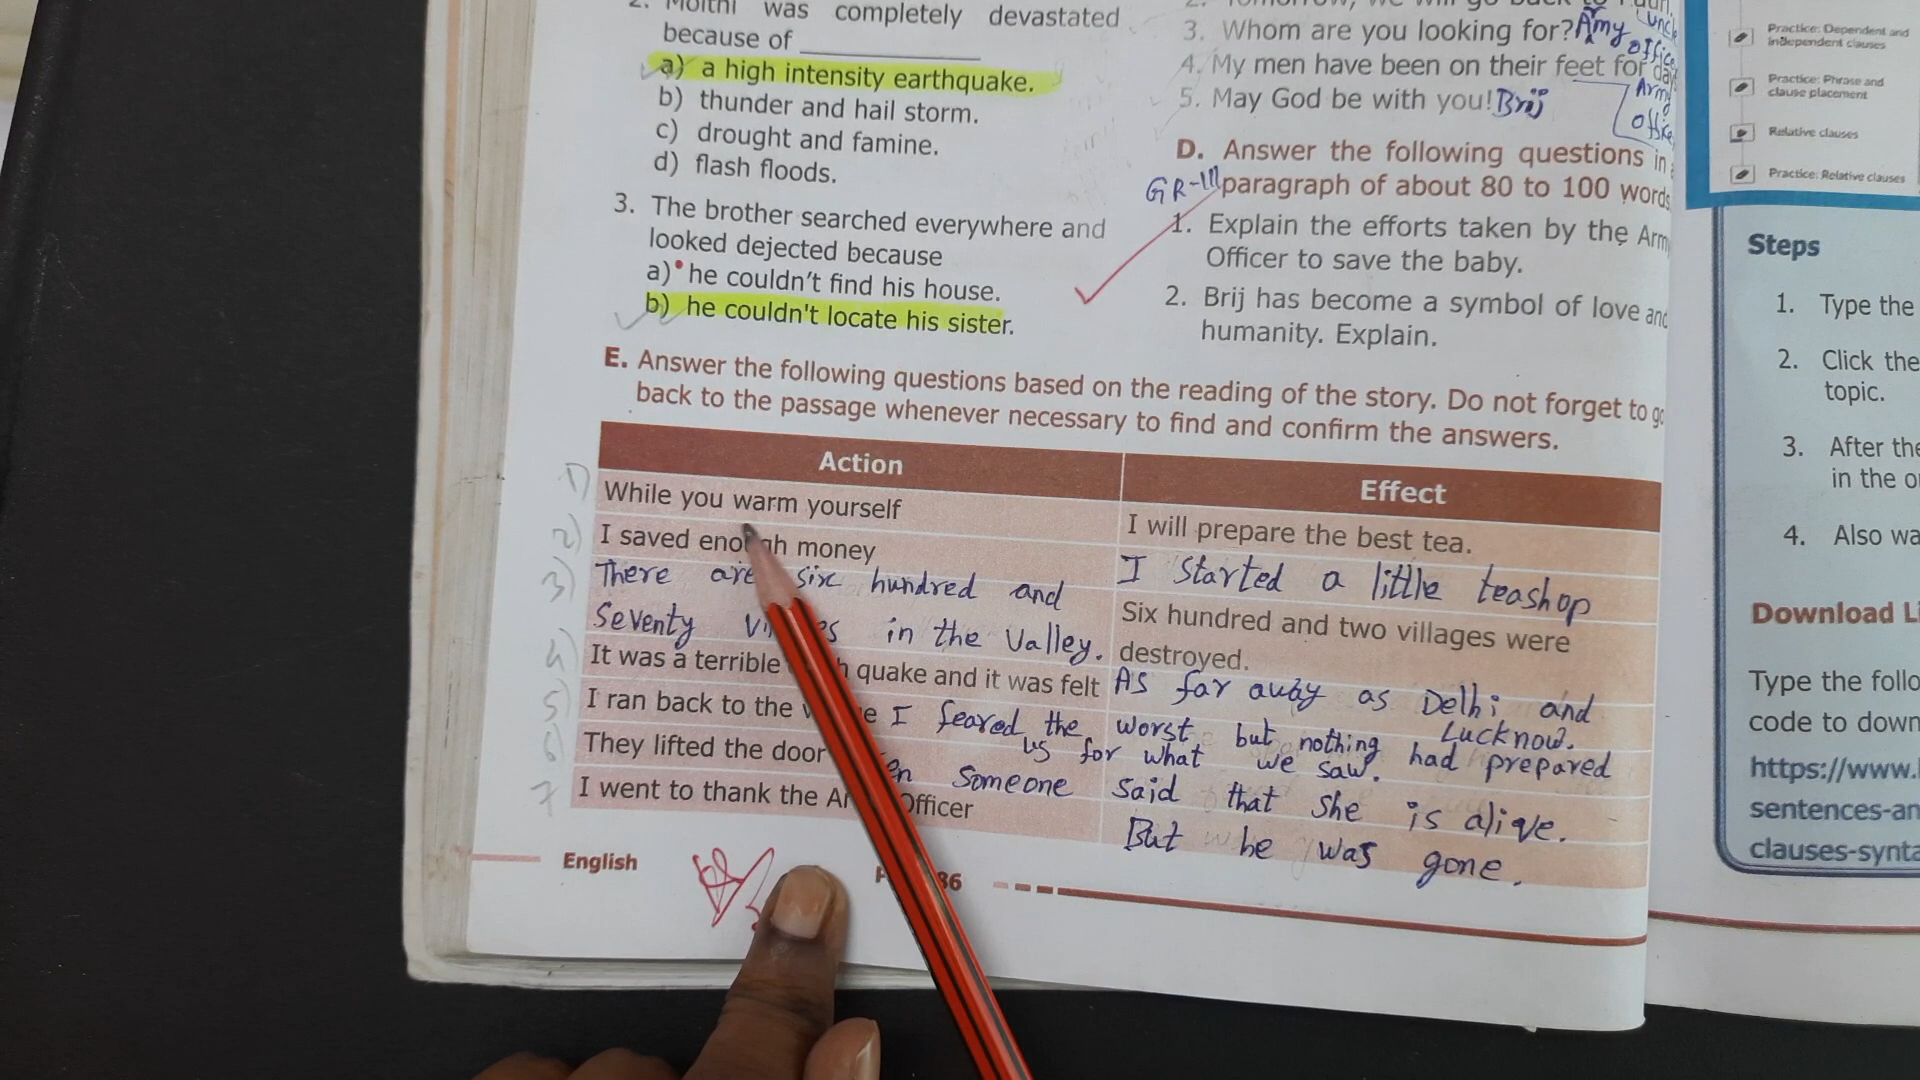 2. Moithi was completely devastated
because of
a) a high intensity earthquake.
b) thunder and hail storm.
c) drought and famine.
d) flash floods.
3. The brother searched everywhere and
looked dejected because
a) he couldn't find his house.
b) he couldn't locate his sister.
3. Whom are you looking for? Army
4. My men have been on their feet for
5. May God be with you! Brij
D. Answer the following questions in
GR-III paragraph of about 80 to 100 words
1. Explain the efforts taken by the
Officer to save the baby.
2. Brij has become a symbol of love
humanity. Explain.
E. Answer the following questions based on the reading of the story. Do not forget to
back to the passage whenever necessary to find and confirm the answers.
Action Effect
1) While you warm yourself I will prepare the best tea.
2) I saved enough money I started a little teashop
3) There are six hundred and
Seventy in the Valley.
Six hundred and two villages were
destroyed.
4) It was a terrible quake and it was felt As far away as Delhi and
Lucknow.
5) I ran back to the I feared the worst but nothing had prepared
us for what we saw.
6) They lifted the door Someone said that she is alive.
7 I went to thank the Officer But he was gone.
English 86
Practice: Dependent and
independent clauses
Practice: Phrase and
clause placement
Relative clauses
Practice: Relative clauses
Steps
1. Type the
2. Click the
topic.
3. After the
in the
4. Also
Download
Type the
code to down
https://www.
sentences-an
clauses-synta